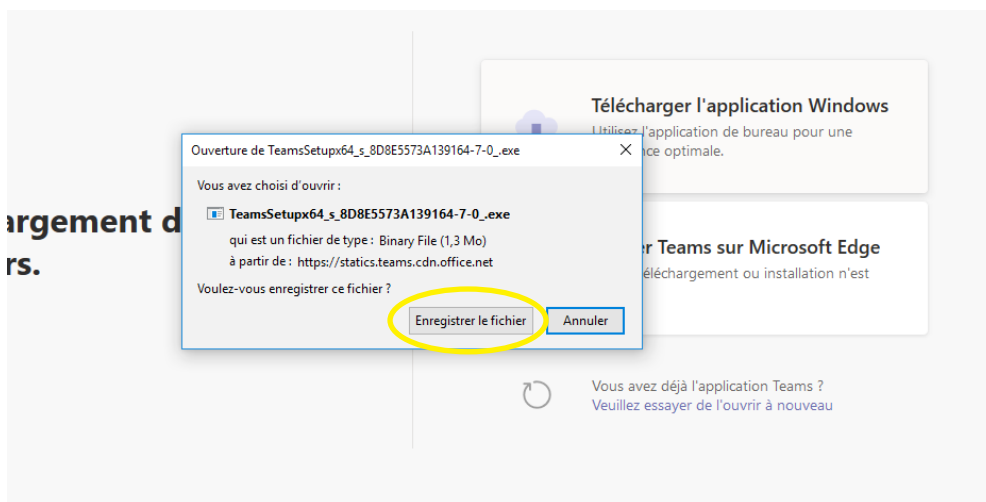 Télécharger l'application Windows
Utilisez l'application de bureau pour une
nce optimale.
Ouverture de TeamsSetupx64_s_8D8E5573A139164-7-0_.exe
Vous avez choisi d'ouvrir :
TeamsSetupx64_s_8D8E5573A139164-7-0_.exe
qui est un fichier de type : Binary File (1,3 Mo)
à partir de : https://statics.teams.cdn.office.net
Voulez-vous enregistrer ce fichier ?
Enregistrer le fichier Annuler
argement d
rs.
r Teams sur Microsoft Edge
éléchargement ou installation n'est
Vous avez déjà l'application Teams ?
Veuillez essayer de l'ouvrir à nouveau